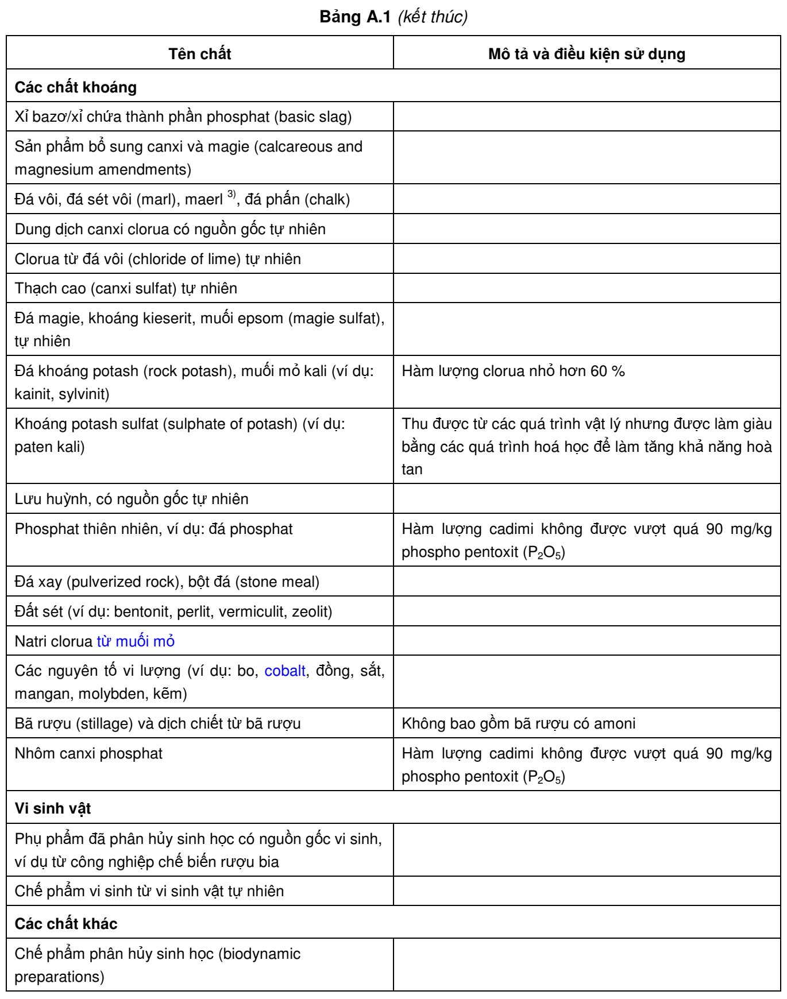 Bảng A.1 (kết thúc)
Tên chất
Mô tả và điều kiện sử dụng
Các chất khoáng
Xỉ bazơ/xỉ chứa thành phần phosphat (basic slag)
Sản phẩm bổ sung canxi và magie (calcareous and
magnesium amendments)
Đá vôi, đá sét vôi (marl), maerl 3), đá phấn (chalk)
Dung dịch canxi clorua có nguồn gốc tự nhiên
Clorua từ đá vôi (chloride of lime) tự nhiên
Thạch cao (canxi sulfat) tự nhiên
Đá magie, khoáng kieserit, muối epsom (magie sulfat),
tự nhiên
Đá khoáng potash (rock potash), muối mỏ kali (ví dụ:
kainit, sylvinit)
Hàm lượng clorua nhỏ hơn 60 %
Khoáng potash sulfat (sulphate of potash) (ví dụ:
paten kali)
Thu được từ các quá trình vật lý nhưng được làm giàu
bằng các quá trình hoá học để làm tăng khả năng hoà
tan
Lưu huỳnh, có nguồn gốc tự nhiên
Phosphat thiên nhiên, ví dụ: đá phosphat
Hàm lượng cadimi không được vượt quá 90 mg/kg
phospho pentoxit (P₂O₅)
Đá xay (pulverized rock), bột đá (stone meal)
Đất sét (ví dụ: bentonit, perlit, vermiculit, zeolit)
Natri clorua từ muối mỏ
Các nguyên tố vi lượng (ví dụ: bo, cobalt, đồng, sắt,
mangan, molybden, kẽm)
Bã rượu (stillage) và dịch chiết từ bã rượu
Không bao gồm bã rượu có amoni
Nhôm canxi phosphat
Hàm lượng cadimi không được vượt quá 90 mg/kg
phospho pentoxit (P₂O₅)
Vi sinh vật
Phụ phẩm đã phân hủy sinh học có nguồn gốc vi sinh,
ví dụ từ công nghiệp chế biến rượu bia
Chế phẩm vi sinh từ vi sinh vật tự nhiên
Các chất khác
Chế phẩm phân hủy sinh học (biodynamic
preparations)